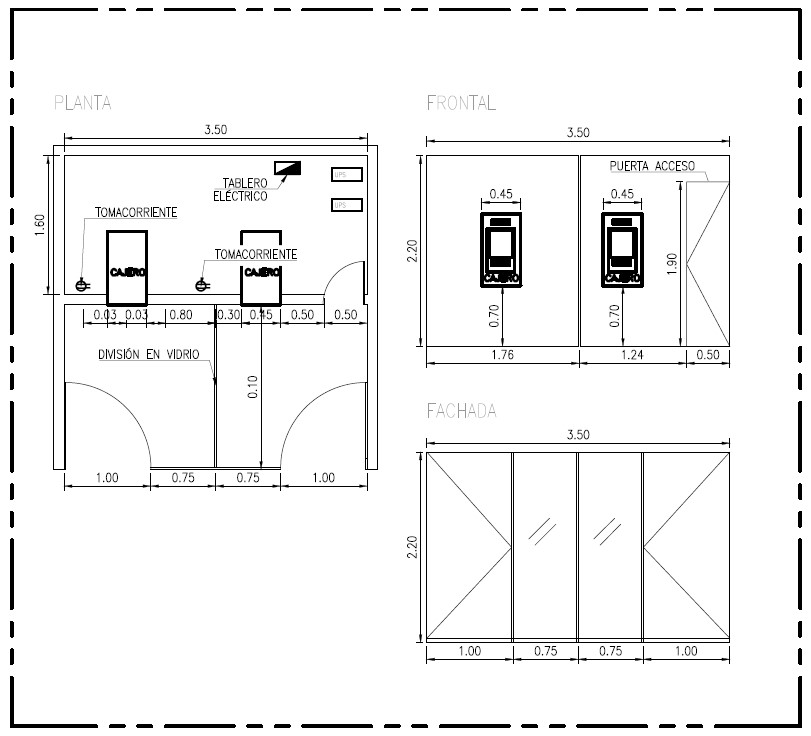 PLANTA
3.50
TABLERO
ELÉCTRICO
UPS
UPS
TOMACORRIENTE
1.60
TOMACORRIENTE
CAJERO
CAJERO
0.03 0.03 0.80 0.30 0.45 0.50 0.50
DIVISIÓN EN VIDRIO
0.10
1.00 0.75 0.75 1.00
FRONTAL
3.50
PUERTA ACCESO
0.45
0.45
2.20
1.90
CAJERO
CAJERO
0.70
0.70
1.76 1.24 0.50
FACHADA
3.50
2.20
1.00 0.75 0.75 1.00